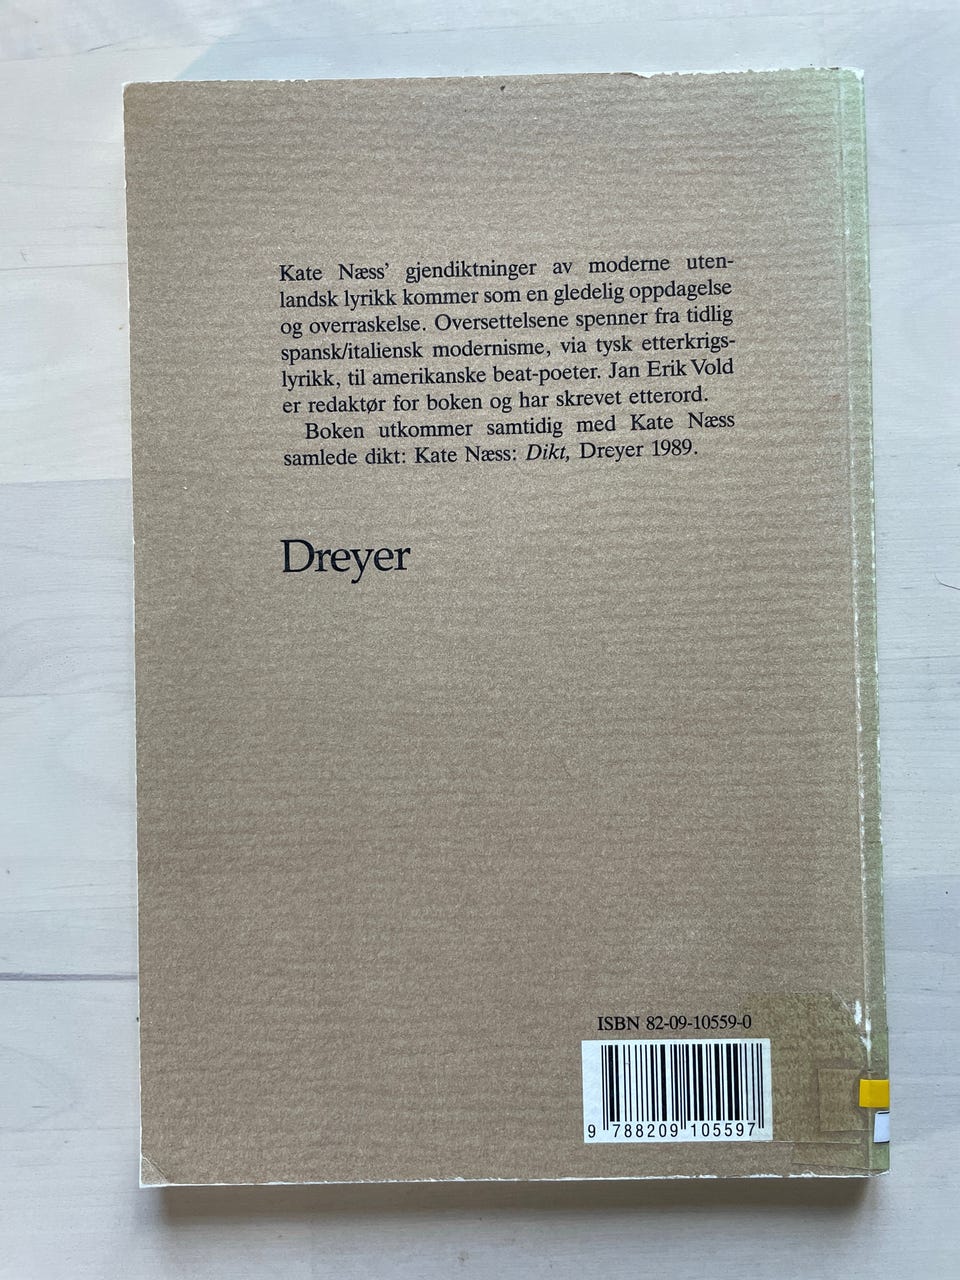 Kate Næss’ gjendiktninger av moderne uten-
landsk lyrikk kommer som en gledelig oppdagelse
og overraskelse. Oversettelsene spenner fra tidlig
spansk/italiensk modernisme, via tysk etterkrigs-
lyrikk, til amerikanske beat-poeter. Jan Erik Vold
er redaktør for boken og har skrevet etterord.
Boken utkommer samtidig med Kate Næss
samlede dikt: Kate Næss: Dikt, Dreyer 1989.
Dreyer
ISBN 82-09-10559-0
9 788209 105597